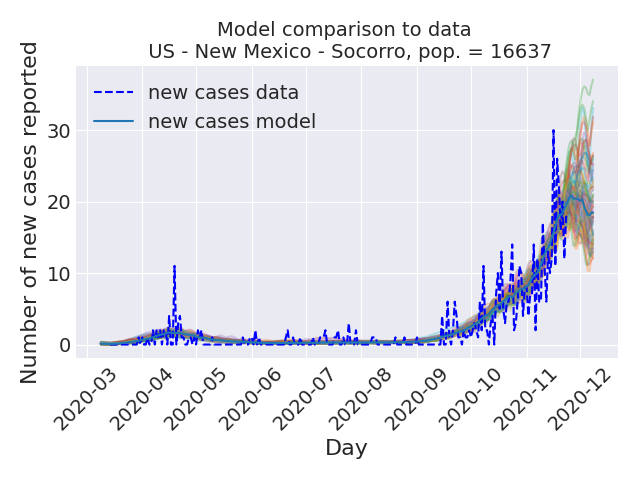 Model comparison to data
US - New Mexico - Socorro, pop. = 16637
new cases data
new cases model
Number of new cases reported
30
20
10
0
2020-03
2020-04
2020-05
2020-06
2020-07
2020-08
2020-09
2020-10
2020-11
2020-12
Day